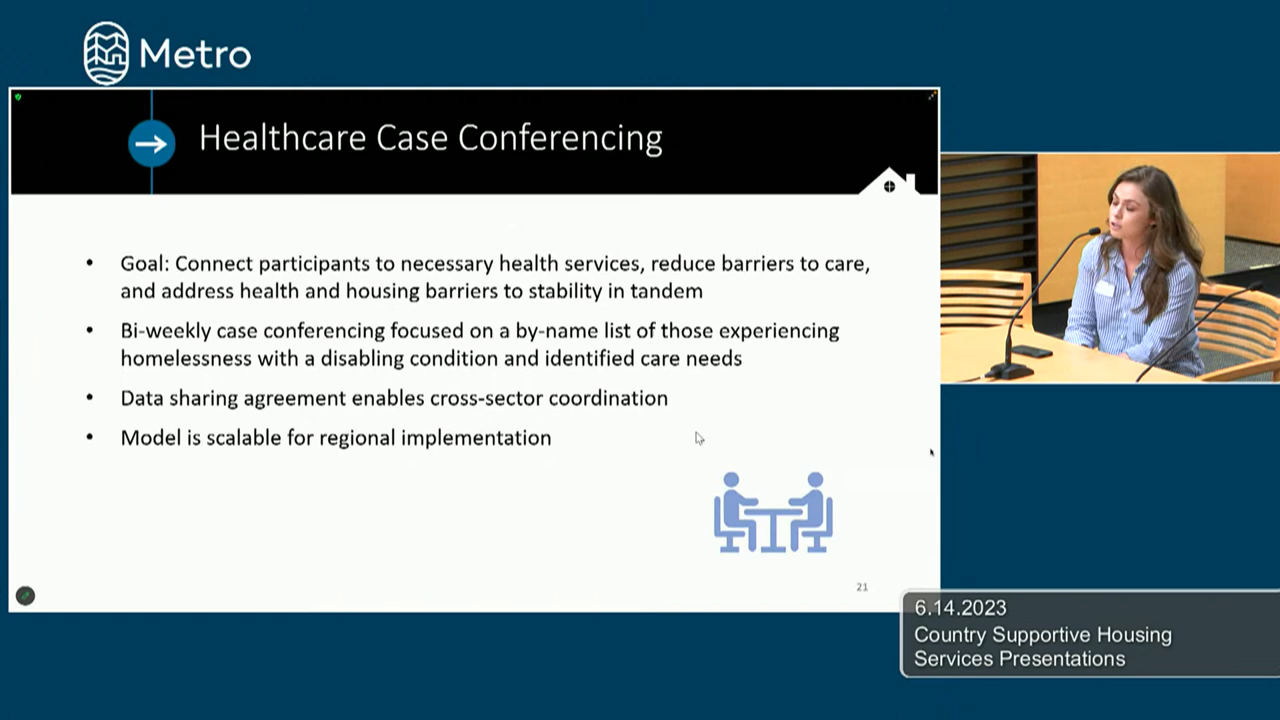 Metro
Healthcare Case Conferencing
• Goal: Connect participants to necessary health services, reduce barriers to care,
and address health and housing barriers to stability in tandem
• Bi-weekly case conferencing focused on a by-name list of those experiencing
homelessness with a disabling condition and identified care needs
• Data sharing agreement enables cross-sector coordination
• Model is scalable for regional implementation
21
6.14.2023
Country Supportive Housing
Services Presentations